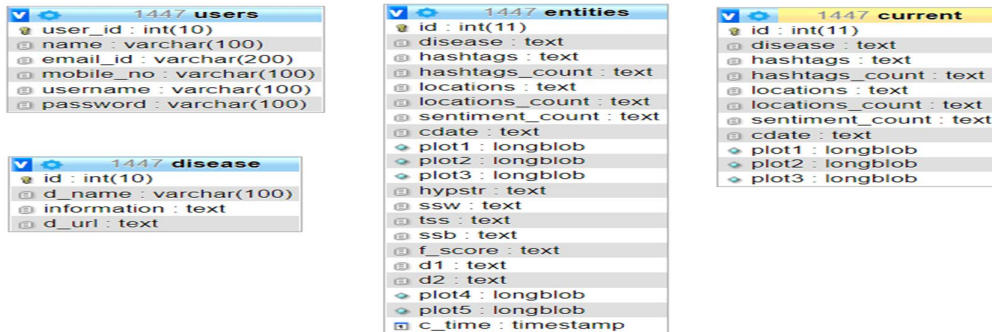 1447 users
user_id : int(10)
name : varchar(100)
email_id : varchar(200)
mobile_no : varchar(100)
username : varchar(100)
password : varchar(100)
1447 disease
id : int(10)
d_name : varchar(100)
information : text
d_url : text
1447 entities
id : int(11)
disease : text
hashtags : text
hashtags_count : text
locations : text
locations_count : text
sentiment_count : text
cdate : text
plot1 : longblob
plot2 : longblob
plot3 : longblob
hypstr : text
ssw : text
tss : text
ssb : text
f_score : text
d1 : text
d2 : text
plot4 : longblob
plot5 : longblob
c_time : timestamp
1447 current
id : int(11)
disease : text
hashtags : text
hashtags_count : text
locations : text
locations_count : text
sentiment_count : text
cdate : text
plot1 : longblob
plot2 : longblob
plot3 : longblob